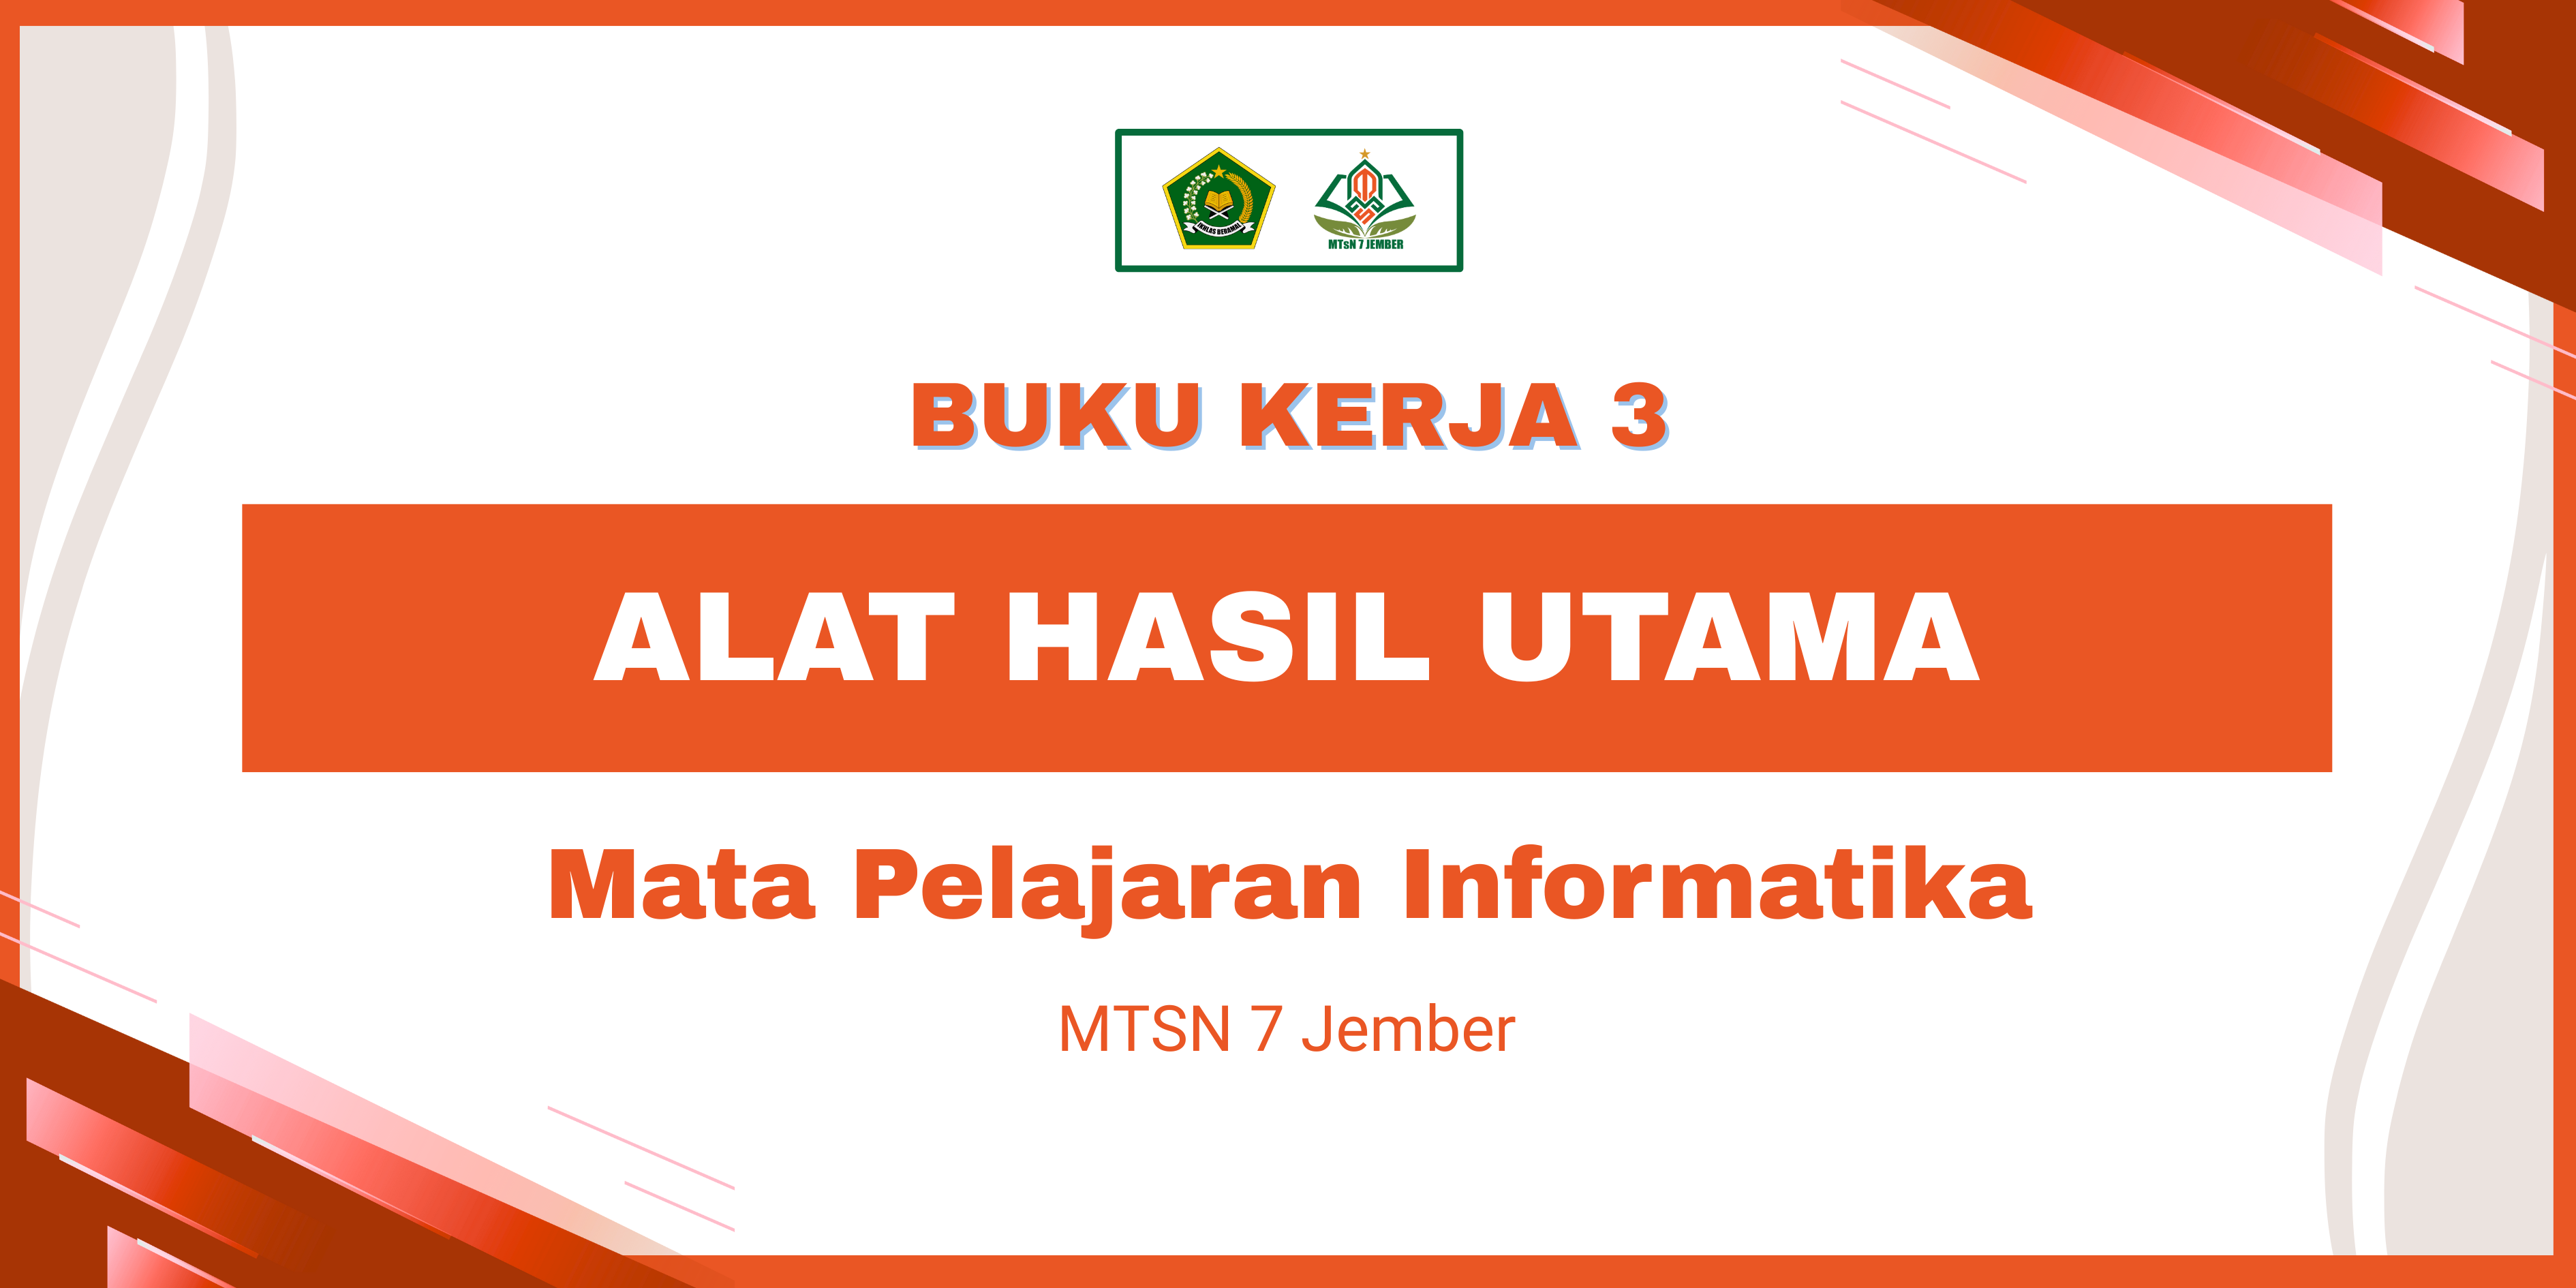 IKHLAS BERAMAL
MTsN 7 JEMBER
BUKU KERJA 3
ALAT HASIL UTAMA
Mata Pelajaran Informatika
MTSN 7 Jember